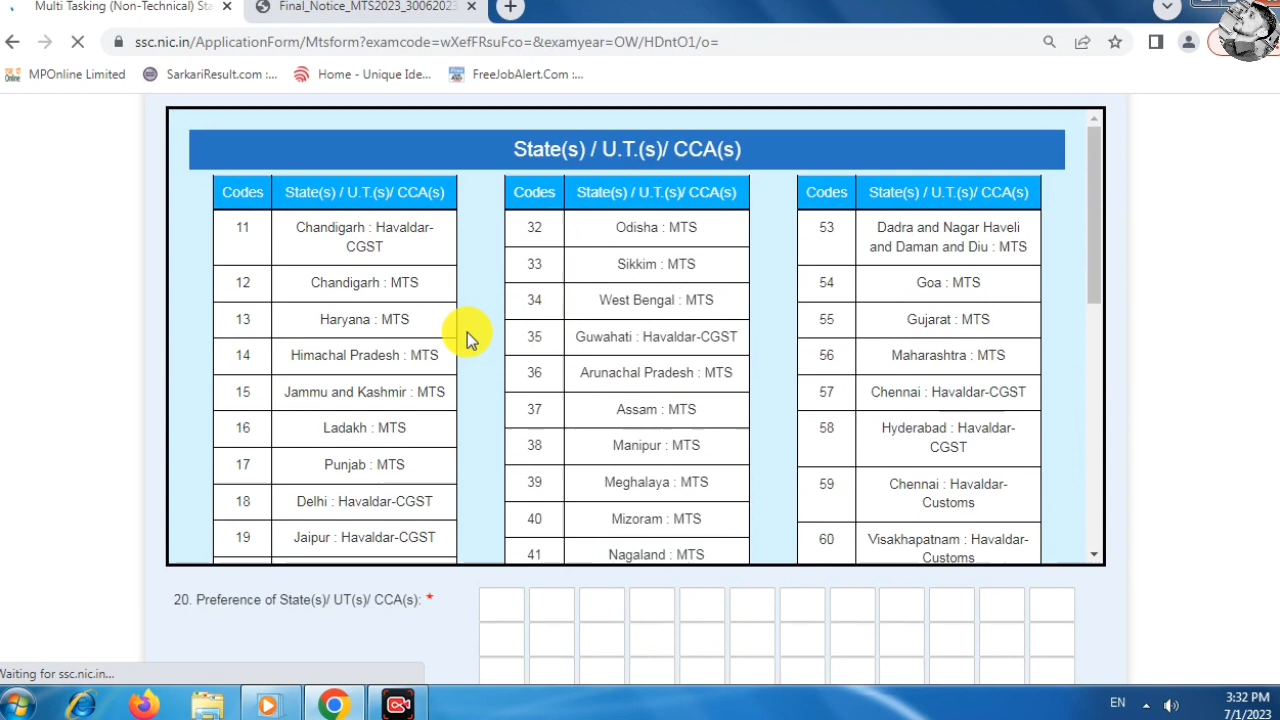 Multi Tasking (Non-Technical) Sta
Final_Notice_MTS2023_30062023
ssc.nic.in/ApplicationForm/Mtsform?examcode=wXefFRsuFco=&examyear=OW/HDntO1/o=
MPOnline Limited
SarkariResult.com :...
Home - Unique Ide...
FreeJobAlert.Com :...
State(s) / U.T.(s)/ CCA(s)
Codes State(s) / U.T.(s)/ CCA(s)
11 Chandigarh : Havaldar-
CGST
12 Chandigarh : MTS
13 Haryana : MTS
14 Himachal Pradesh : MTS
15 Jammu and Kashmir : MTS
16 Ladakh : MTS
17 Punjab : MTS
18 Delhi : Havaldar-CGST
19 Jaipur : Havaldar-CGST
Codes State(s) / U.T.(s)/ CCA(s)
32 Odisha : MTS
33 Sikkim : MTS
34 West Bengal : MTS
35 Guwahati : Havaldar-CGST
36 Arunachal Pradesh : MTS
37 Assam : MTS
38 Manipur : MTS
39 Meghalaya : MTS
40 Mizoram : MTS
41 Nagaland : MTS
Codes State(s) / U.T.(s)/ CCA(s)
53 Dadra and Nagar Haveli
and Daman and Diu : MTS
54 Goa : MTS
55 Gujarat : MTS
56 Maharashtra : MTS
57 Chennai : Havaldar-CGST
58 Hyderabad : Havaldar-
CGST
59 Chennai : Havaldar-
Customs
60 Visakhapatnam : Havaldar-
Customs
20. Preference of State(s)/ UT(s)/ CCA(s): *
Waiting for ssc.nic.in...
EN
3:32 PM
7/1/2023